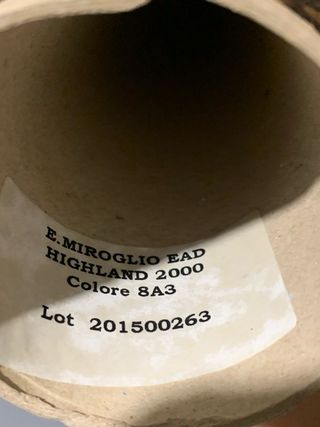 E.MIROGLIO EAD
HIGHLAND 2000
Colore 8A3
Lot 201500263